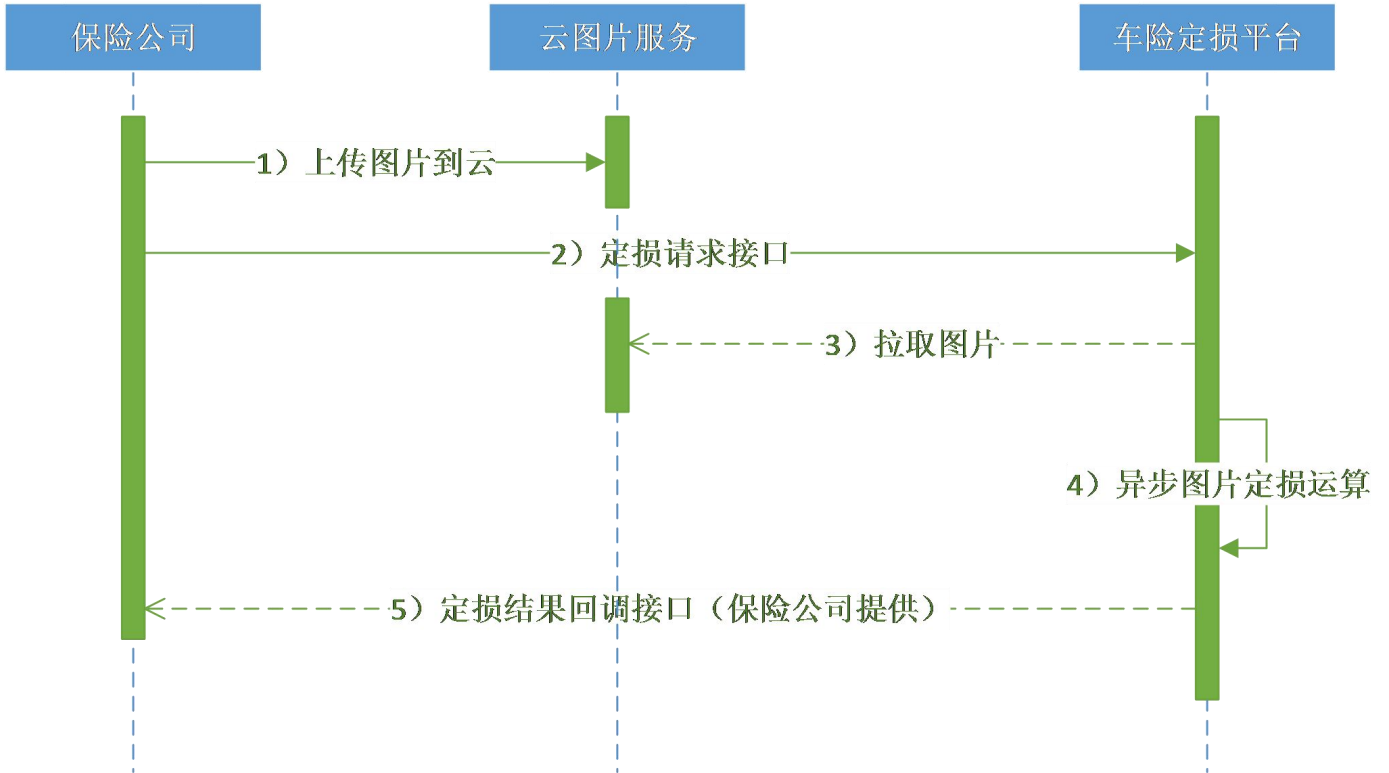 保险公司
云图片服务
车险定损平台
1）上传图片到云
2）定损请求接口
3）拉取图片
4）异步图片定损运算
5）定损结果回调接口（保险公司提供）